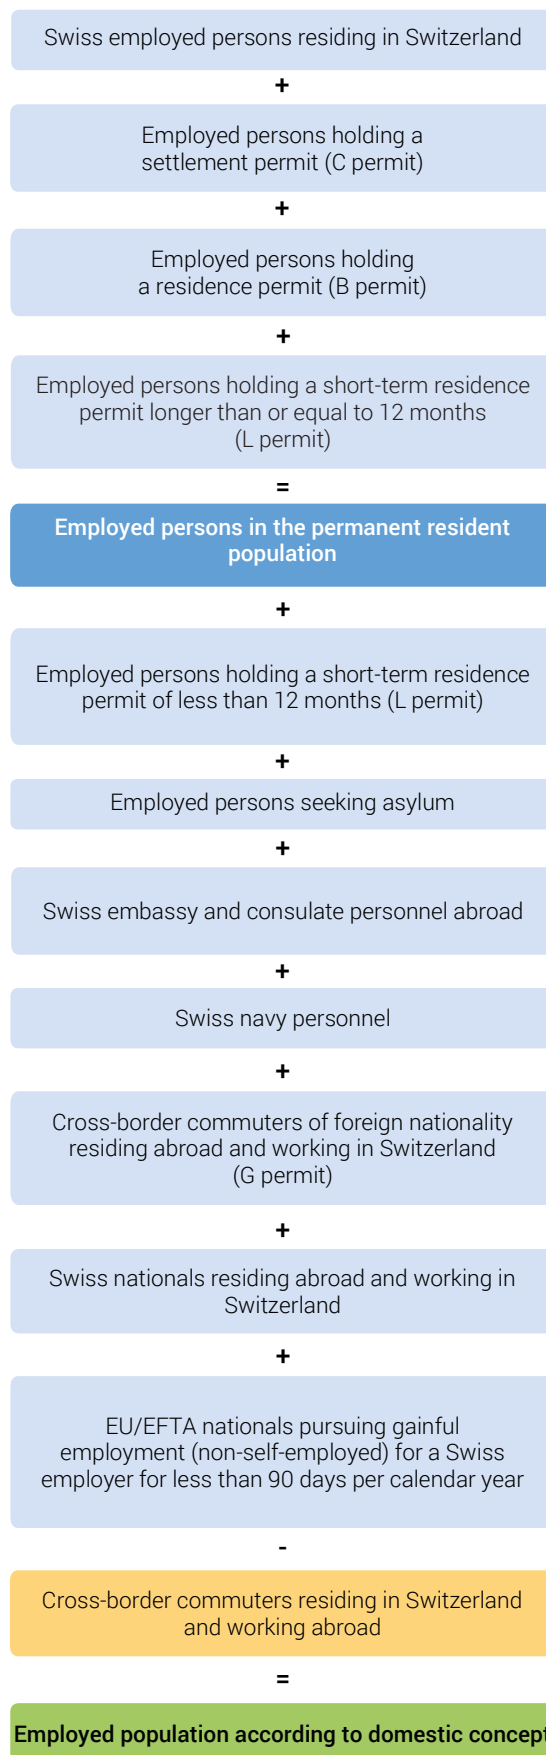 Swiss employed persons residing in Switzerland
+
Employed persons holding a
settlement permit (C permit)
+
Employed persons holding
a residence permit (B permit)
+
Employed persons holding a short-term residence
permit longer than or equal to 12 months
(L permit)
=
Employed persons in the permanent resident
population
+
Employed persons holding a short-term residence
permit of less than 12 months (L permit)
+
Employed persons seeking asylum
+
Swiss embassy and consulate personnel abroad
+
Swiss navy personnel
+
Cross-border commuters of foreign nationality
residing abroad and working in Switzerland
(G permit)
+
Swiss nationals residing abroad and working in
Switzerland
+
EU/EFTA nationals pursuing gainful
employment (non-self-employed) for a Swiss
employer for less than 90 days per calendar year
-
Cross-border commuters residing in Switzerland
and working abroad
=
Employed population according to domestic concept